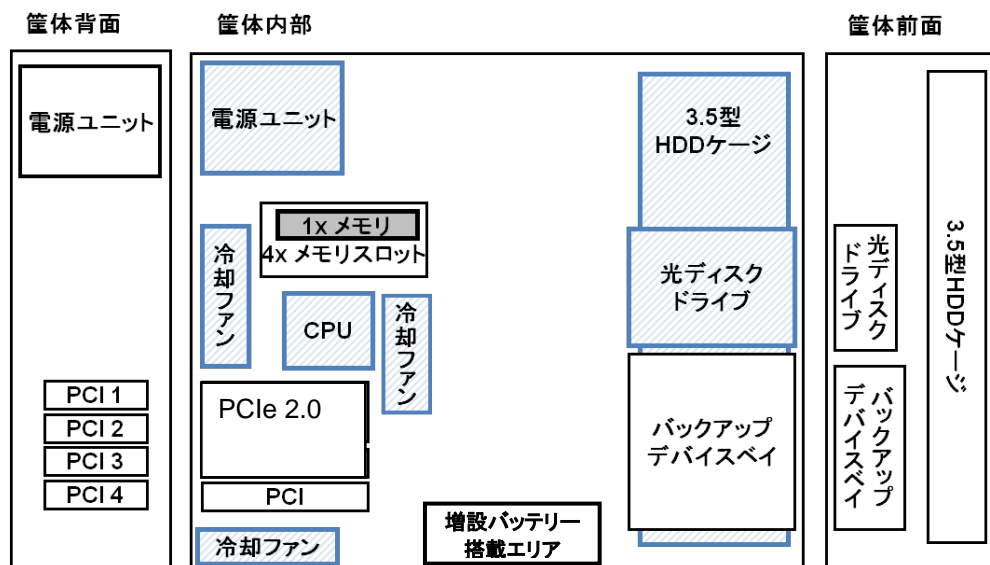 筐体背面
電源ユニット
PCI 1
PCI 2
PCI 3
PCI 4
筐体内部
電源ユニット
1x メモリ
4x メモリスロット
冷却ファン
CPU
冷却ファン
PCIe 2.0
PCI
冷却ファン
増設バッテリー
搭載エリア
3.5型
HDDケージ
光ディスク
ドライブ
バックアップ
デバイスベイ
筐体前面
光ディスク
ドライブ
バックアップ
デバイスベイ
3.5型HDDケージ